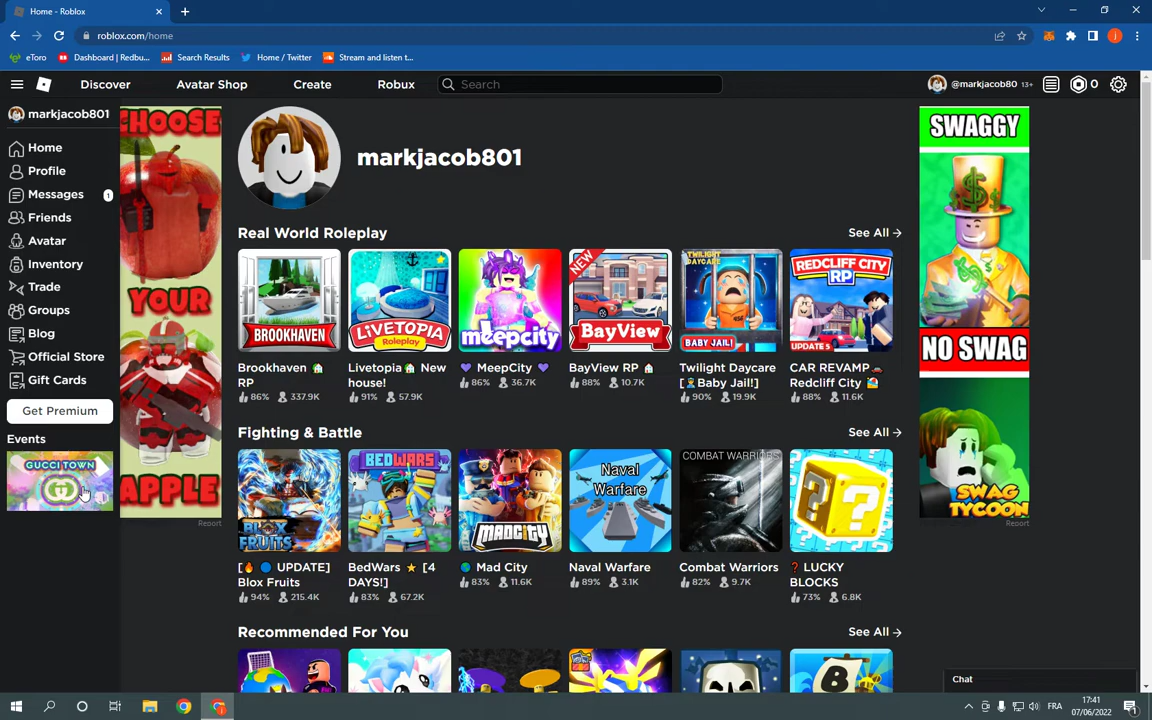 Home - Roblox
roblox.com/home
eToro
Dashboard | Redbu...
Search Results
Home / Twitter
Stream and listen t...
Discover
Avatar Shop
Create
Robux
Search
@markjacob80 13+
0
markjacob801
Home
Profile
Messages 1
Friends
Avatar
Inventory
Trade
Groups
Blog
Official Store
Gift Cards
Get Premium
Events
GUCCI TOWN
CHOOSE
YOUR
APPLE
Report
markjacob801
Real World Roleplay
See All →
BROOKHAVEN
LIVETOPIA
Roleplay
meepcity
NEW
BayView
TWILIGHT
DAYCARE
BABY JAIL!
REDCLIFF CITY
RP
UPDATE 5
Brookhaven 🏡
RP
86% 337.9K
Livetopia🏡 New
house!
91% 57.9K
💜 MeepCity 💜
86% 36.7K
BayView RP 🏠
88% 10.7K
Twilight Daycare
[👮Baby Jail!]
90% 19.9K
CAR REVAMP🚗
Redcliff City 🏖
88% 11.6K
Fighting & Battle
See All →
BLOX
FRUITS
BEDWARS
MADCITY
Naval
Warfare
COMBAT WARRIORS
? ?
[🔥 🔵 UPDATE]
Blox Fruits
94% 215.4K
BedWars ⭐ [4
DAYS!]
83% 67.2K
🌎 Mad City
83% 11.6K
Naval Warfare
89% 3.1K
Combat Warriors
82% 9.7K
❓ LUCKY
BLOCKS
73% 6.8K
Recommended For You
See All →
B
SWAGGY
NO SWAG
SWAG
TYCOON
Report
Chat
FRA
17:41
07/06/2022